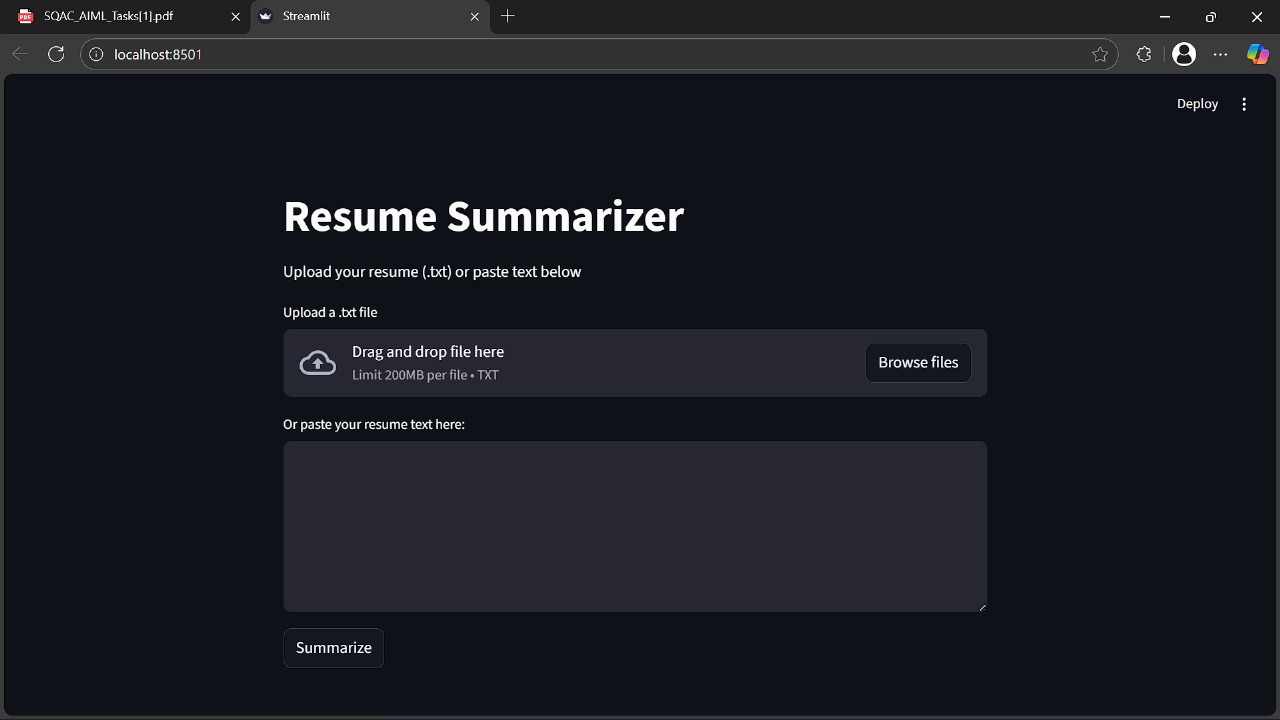 SQAC_AIML_Tasks[1].pdf
Streamlit
localhost:8501
Deploy
Resume Summarizer
Upload your resume (.txt) or paste text below
Upload a .txt file
Drag and drop file here
Limit 200MB per file • TXT
Browse files
Or paste your resume text here:
Summarize